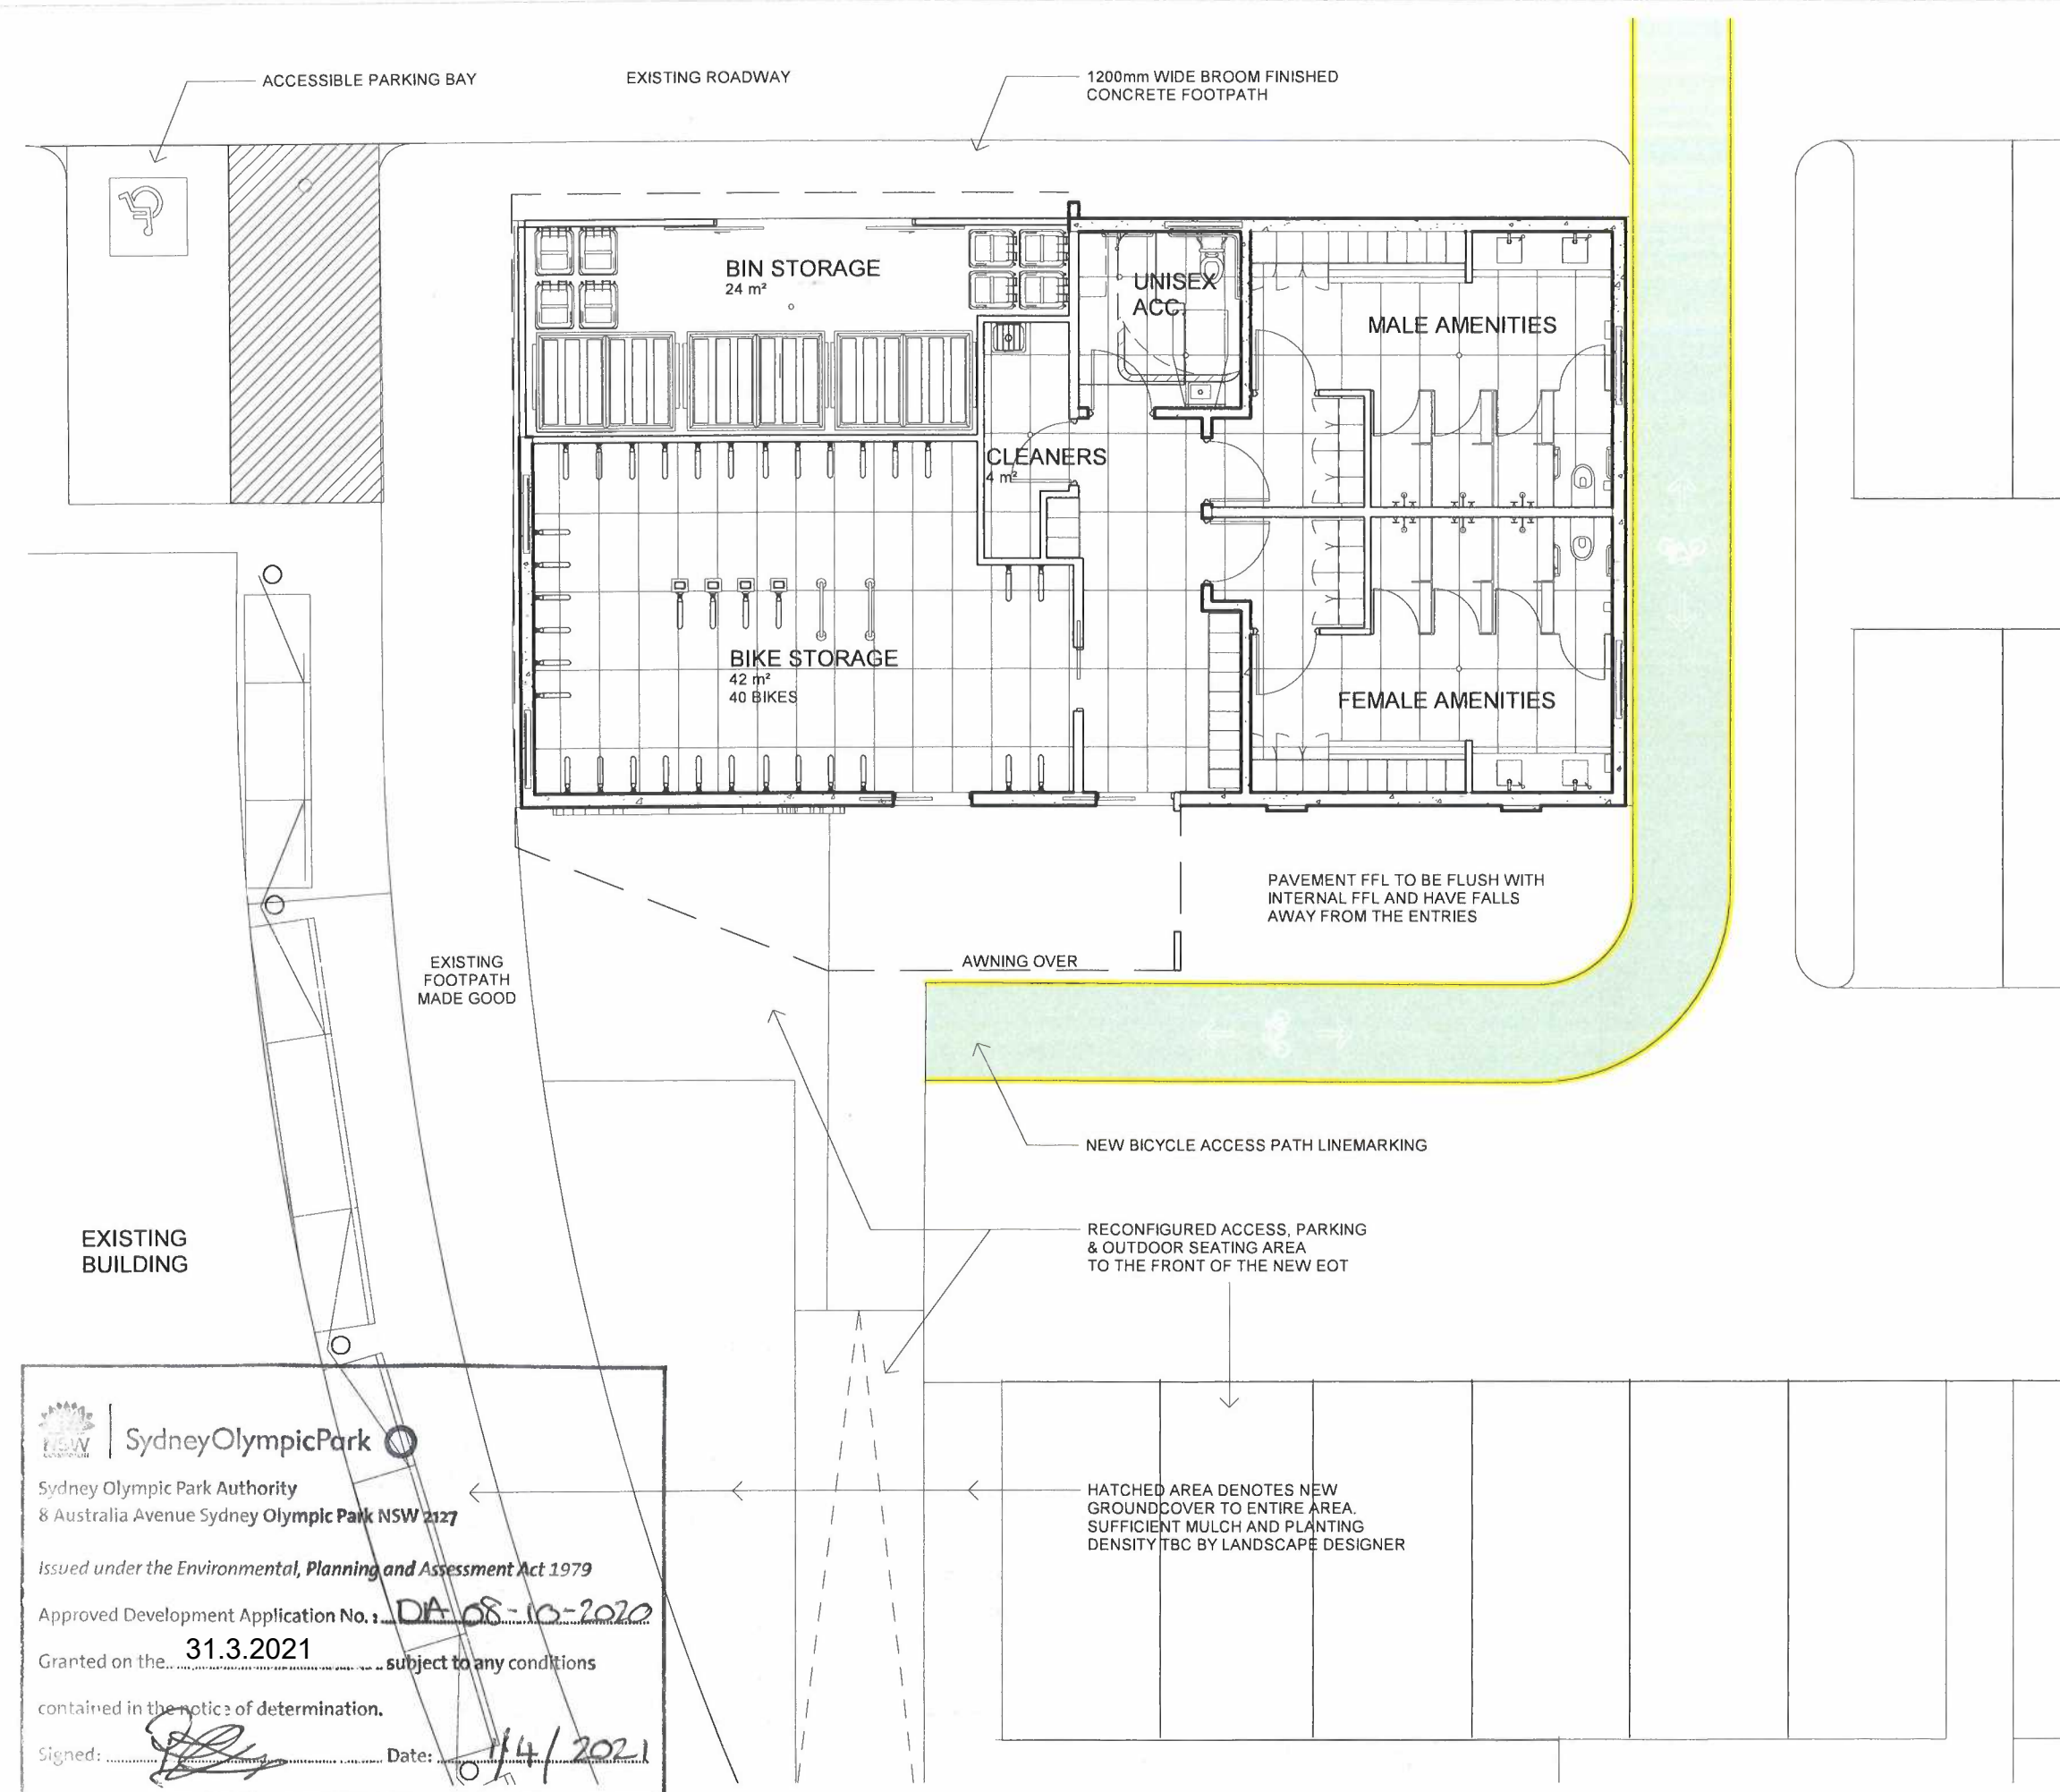 ACCESSIBLE PARKING BAY
EXISTING ROADWAY
1200mm WIDE BROOM FINISHED
CONCRETE FOOTPATH
BIN STORAGE
24 m²
UNISEX
ACC.
MALE AMENITIES
CLEANERS
4 m²
BIKE STORAGE
42 m²
40 BIKES
FEMALE AMENITIES
PAVEMENT FFL TO BE FLUSH WITH
INTERNAL FFL AND HAVE FALLS
AWAY FROM THE ENTRIES
EXISTING
FOOTPATH
MADE GOOD
AWNING OVER
NEW BICYCLE ACCESS PATH LINEMARKING
RECONFIGURED ACCESS, PARKING
& OUTDOOR SEATING AREA
TO THE FRONT OF THE NEW EOT
EXISTING
BUILDING
HATCHED AREA DENOTES NEW
GROUNDCOVER TO ENTIRE AREA.
SUFFICIENT MULCH AND PLANTING
DENSITY TBC BY LANDSCAPE DESIGNER
NSW
SydneyOlympicPark
Sydney Olympic Park Authority
8 Australia Avenue Sydney Olympic Park NSW 2127
Issued under the Environmental, Planning and Assessment Act 1979
Approved Development Application No.: DA 08-10-2020
Granted on the 31.3.2021 subject to any conditions
contained in the notice of determination.
Signed: Date: 1/4/2021